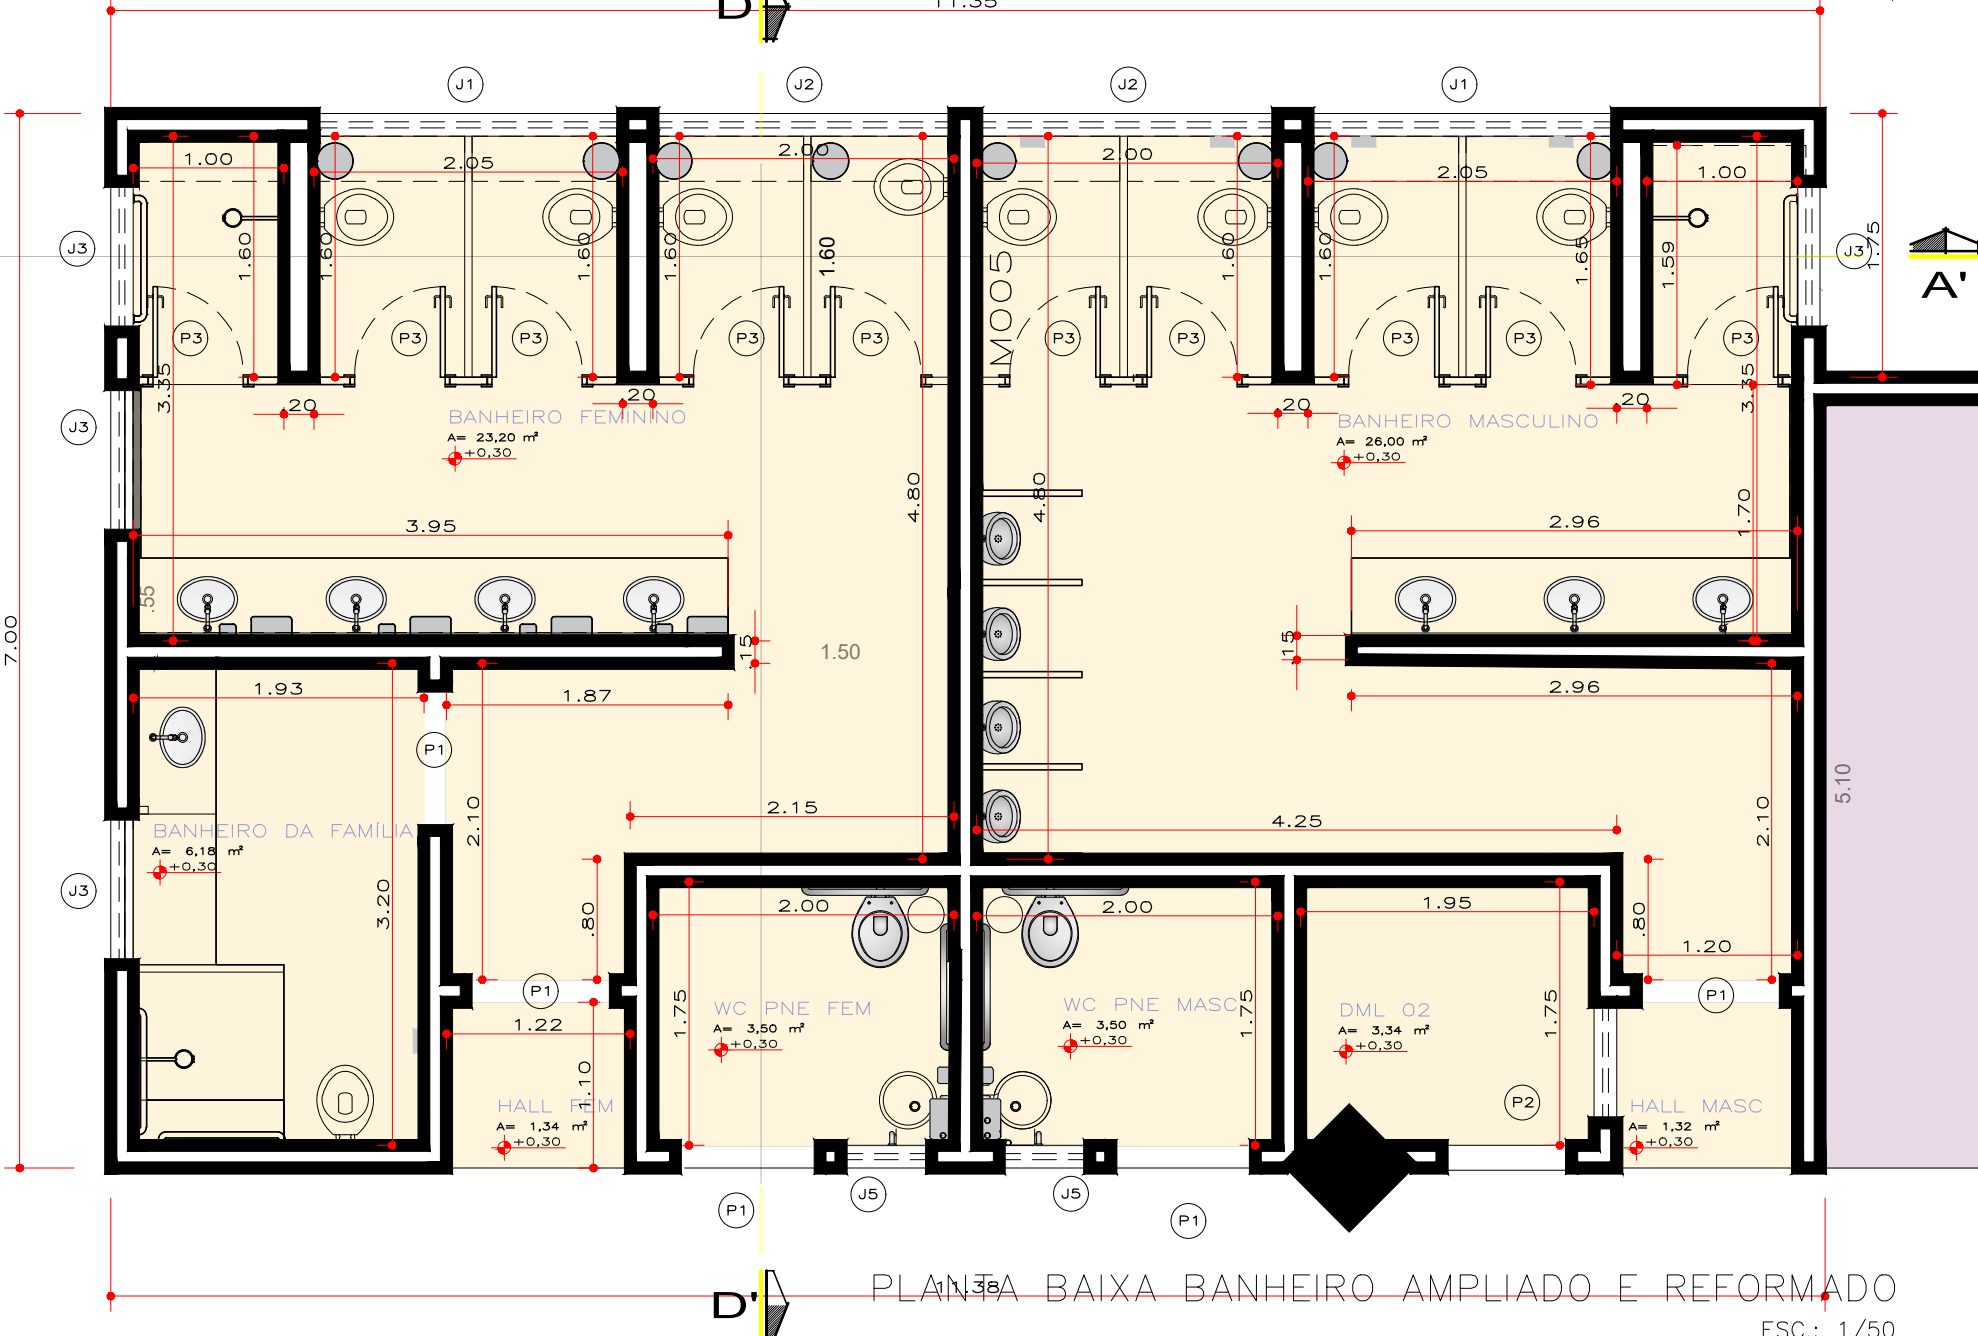 D
11.35
J1
J2
J2
J1
1.00
2.05
2.00
2.00
2.05
1.00
J3
1.60
1.60
1.60
1.60
1.60
1.60
1.60
1.65
1.59
1.75
J3
A'
M005
P3
P3
P3
P3
P3
P3
P3
P3
P3
P3
3.35
3.35
.20
.20
.20
.20
J3
BANHEIRO FEMININO
A= 23,20 m²
+0,30
BANHEIRO MASCULINO
A= 26,00 m²
+0,30
4.80
4.80
1.70
3.95
2.96
.55
7.00
.15
1.50
.15
1.93
1.87
2.96
P1
2.10
2.15
4.25
2.10
5.10
BANHEIRO DA FAMÍLIA
A= 6,18 m²
+0,30
J3
3.20
.80
2.00
2.00
1.95
.80
1.20
P1
P1
1.22
1.75
WC PNE FEM
A= 3,50 m²
+0,30
WC PNE MASC
A= 3,50 m²
+0,30
1.75
DML 02
A= 3,34 m²
+0,30
1.75
1.10
HALL FEM
A= 1,34 m²
+0,30
P2
HALL MASC
A= 1,32 m²
+0,30
P1
J5
J5
P1
11.38
D'
PLANTA BAIXA BANHEIRO AMPLIADO E REFORMADO
ESC.: 1/50